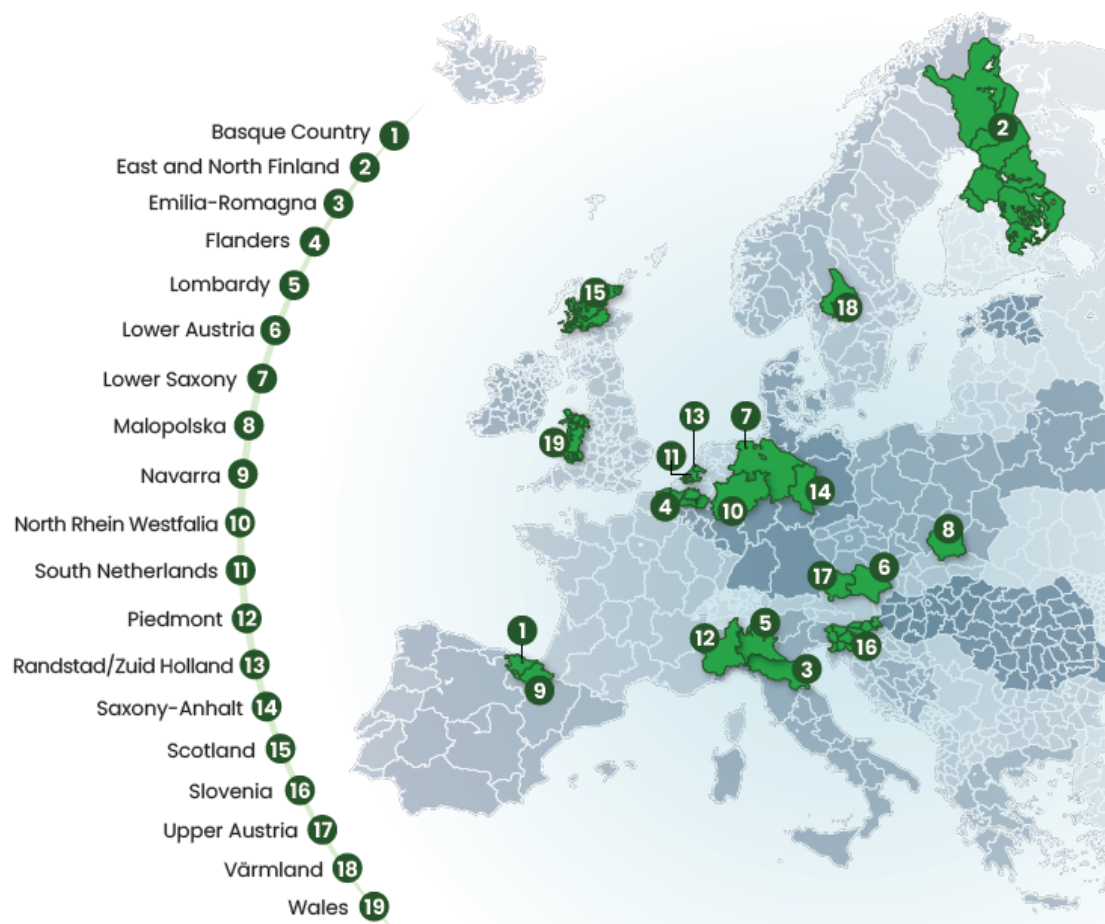 Basque Country 1
East and North Finland 2
Emilia-Romagna 3
Flanders 4
Lombardy 5
Lower Austria 6
Lower Saxony 7
Malopolska 8
Navarra 9
North Rhein Westfalia 10
South Netherlands 11
Piedmont 12
Randstad/Zuid Holland 13
Saxony-Anhalt 14
Scotland 15
Slovenia 16
Upper Austria 17
Värmland 18
Wales 19
2
15
18
13
7
19
11
4
10
14
8
6
17
5
12
16
3
1
9